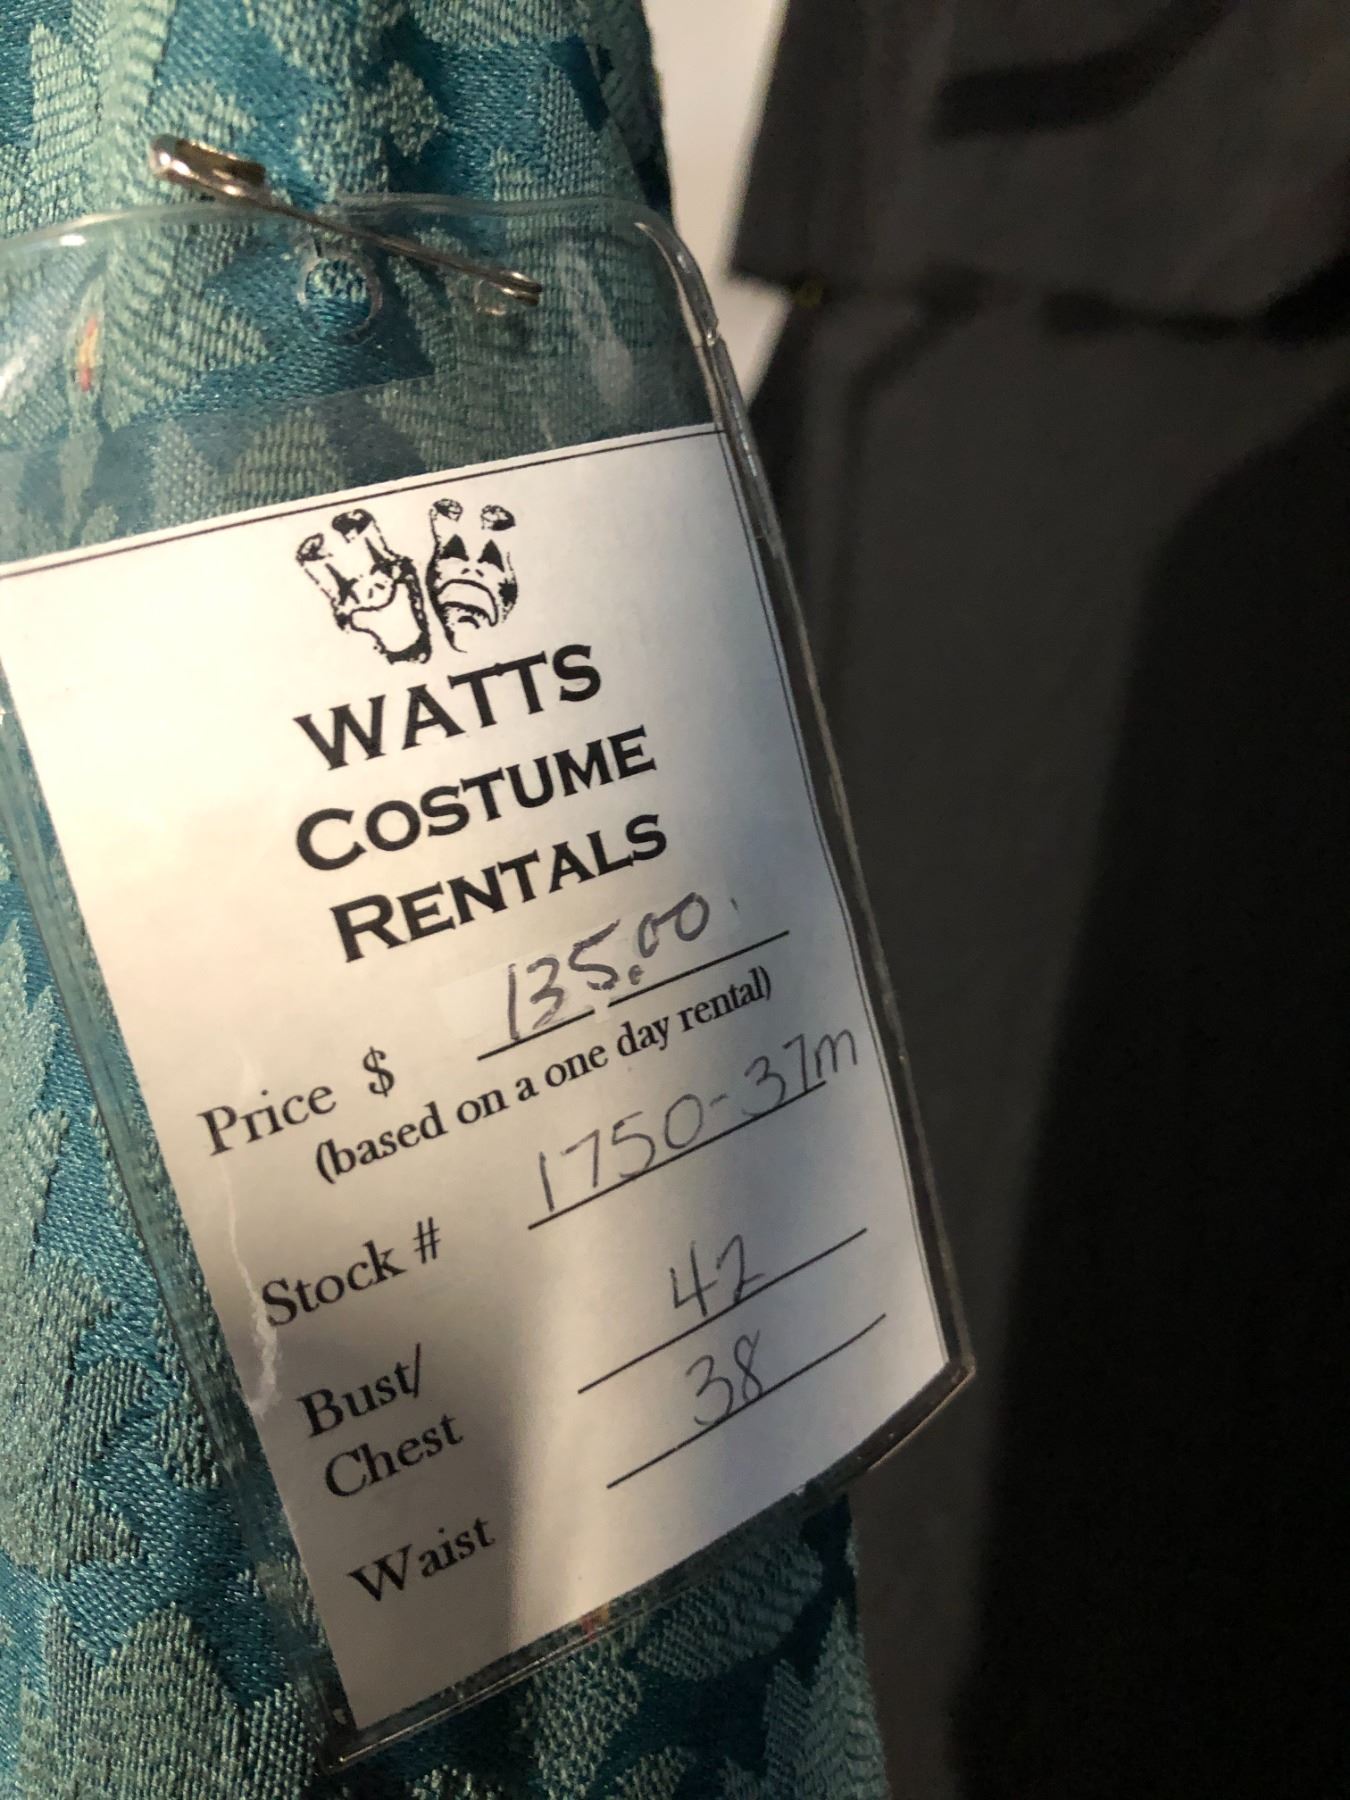 WATTS
COSTUME
RENTALS
Price $ 135.00
(based on a one day rental)
Stock # 1750-37m
Bust/ 42
Chest
Waist 38